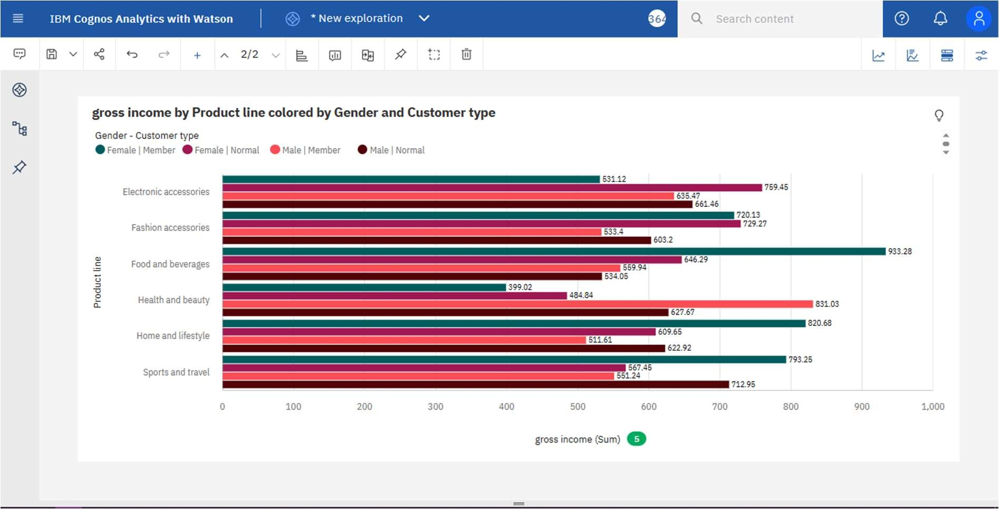 IBM Cognos Analytics with Watson
* New exploration
Search content
2/2
gross income by Product line colored by Gender and Customer type
Gender - Customer type
Female | Member Female | Normal Male | Member Male | Normal
Product line
Electronic accessories
531.12
759.45
635.47
661.46
Fashion accessories
720.13
729.27
533.4
603.2
Food and beverages
933.28
646.29
559.94
534.05
Health and beauty
399.02
484.84
831.03
627.67
Home and lifestyle
820.68
609.65
511.61
622.92
Sports and travel
793.25
567.45
551.24
712.95
0 100 200 300 400 500 600 700 800 900 1,000
gross income (Sum) 5